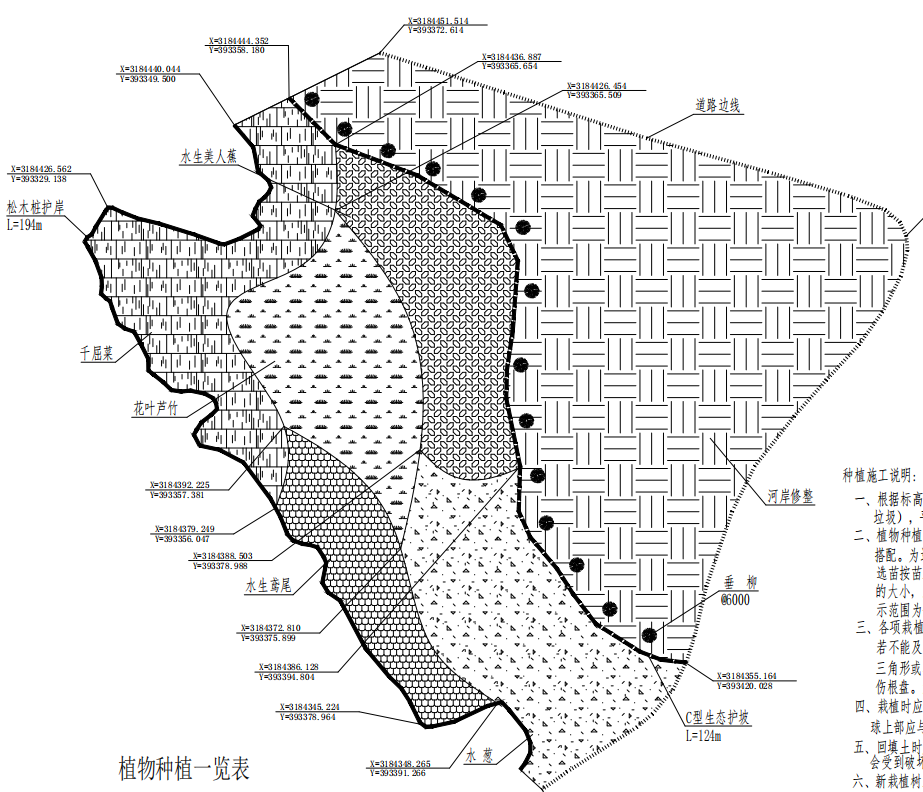 X=3184451.514
Y=393372.614
X=3184444.352
Y=393358.180
X=3184436.887
Y=393365.654
X=3184440.044
Y=393349.500
X=3184426.454
Y=393365.509
道路边线
水生美人蕉
X=3184426.562
Y=393329.138
松木桩护岸
L=194m
千屈菜
花叶芦竹
种植施工说明:
X=3184392.225
Y=393357.381
河岸修整
一、根据标高
垃圾），平
X=3184379.249
Y=393356.047
二、植物种植
搭配。为达
X=3184388.503
Y=393378.988
选苗按苗
水生鸢尾
垂 柳
@6000
的大小，
示范围为
X=3184372.810
Y=393375.899
三、各项栽植
若不能及
X=3184386.128
Y=393394.804
三角形或
X=3184355.164
Y=393420.028
伤根盘。
X=3184345.224
Y=393378.964
四、栽植时应
C型生态护坡
L=124m
球上部应与
水 葱
五、回填土时
会受到破坏
X=3184348.265
Y=393391.266
植物种植一览表
六、新栽植树